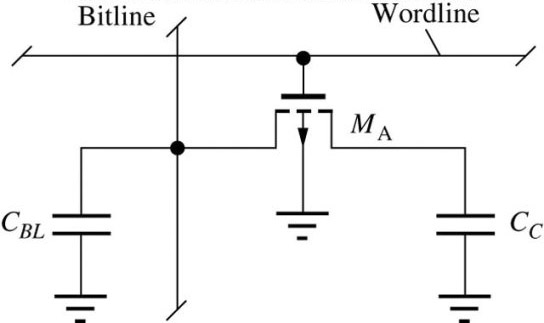 Bitline
Wordline
M_A
C_BL
C_C